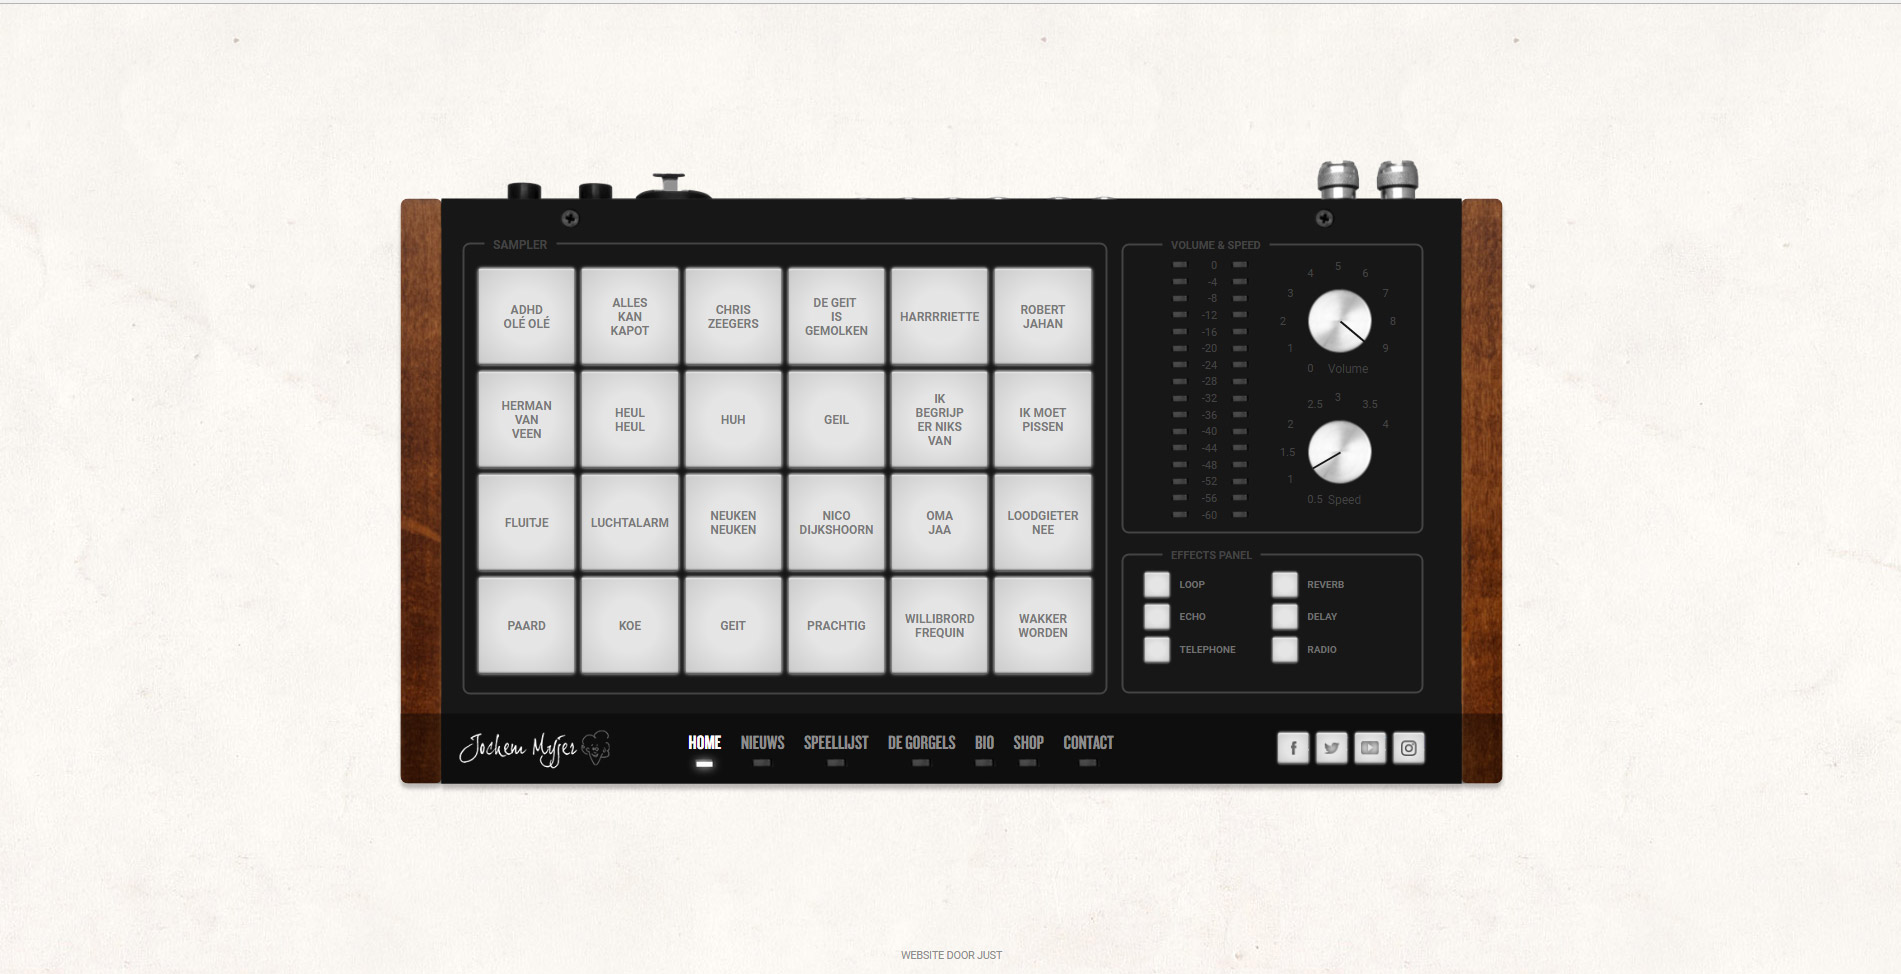 SAMPLER
ADHD
OLÉ OLÉ
ALLES
KAN
KAPOT
CHRIS
ZEEGERS
DE GEIT
IS
GEMOLKEN
HARRRRIETTE
ROBERT
JAHAN
HERMAN
VAN
VEEN
HEUL
HEUL
HUH
GEIL
IK
BEGRIJP
ER NIKS
VAN
IK MOET
PISSEN
FLUITJE
LUCHTALARM
NEUKEN
NEUKEN
NICO
DIJKSHOORN
OMA
JAA
LOODGIETER
NEE
PAARD
KOE
GEIT
PRACHTIG
WILLIBRORD
FREQUIN
WAKKER
WORDEN
VOLUME & SPEED
0
-4
-8
-12
-16
-20
-24
-28
-32
-36
-40
-44
-48
-52
-56
-60
0
1
2
3
4
5
6
7
8
9
Volume
0.5
1
1.5
2
2.5
3
3.5
4
Speed
EFFECTS PANEL
LOOP
REVERB
ECHO
DELAY
TELEPHONE
RADIO
Jochem Myjer
HOME NIEUWS SPEELLIJST DE GORGELS BIO SHOP CONTACT
WEBSITE DOOR JUST